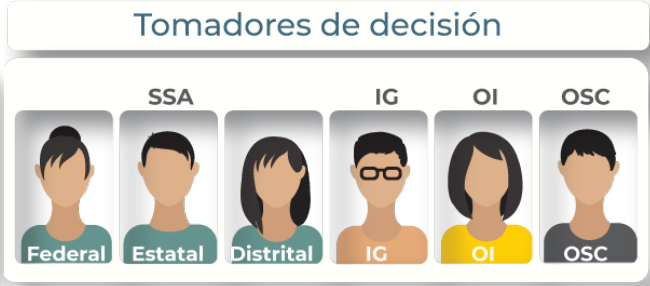 Tomadores de decisión
SSA IG OI OSC
Federal Estatal Distrital IG OI OSC